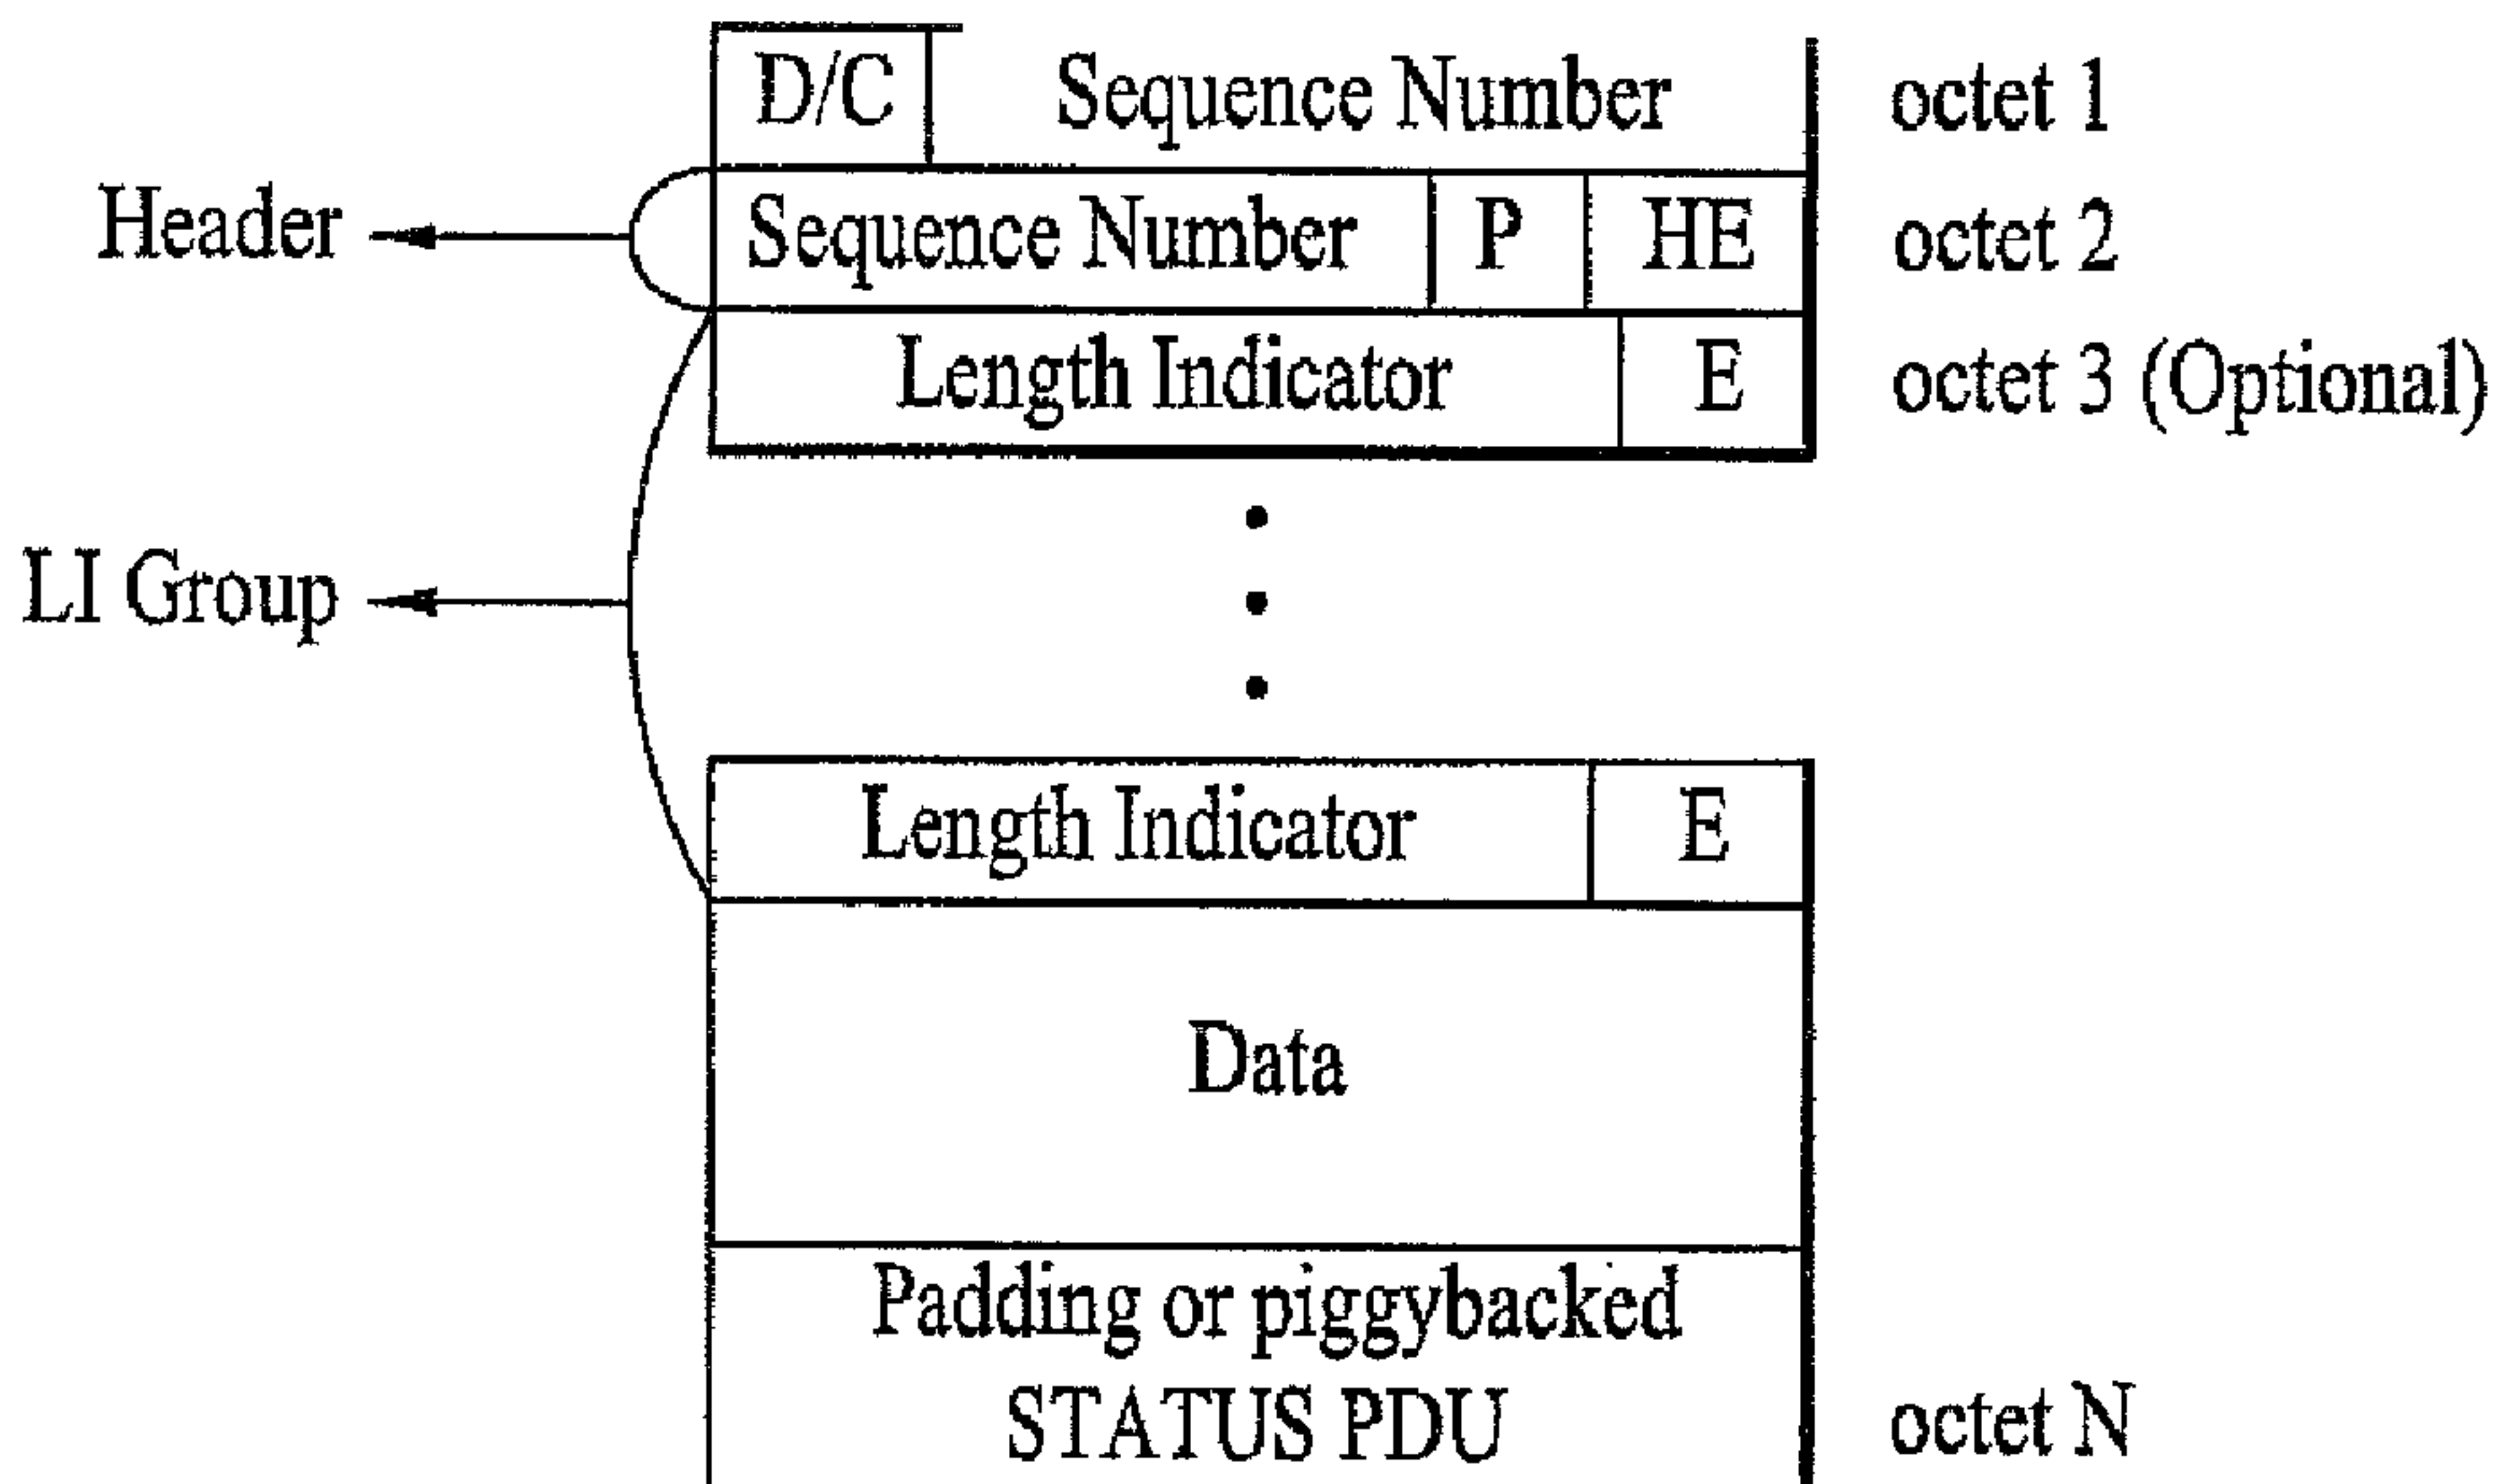 D/C Sequence Number octet 1
Header Sequence Number P HE octet 2
Length Indicator E octet 3 (Optional)
LI Group
Length Indicator E
Data
Padding or piggybacked
STATUS PDU octet N